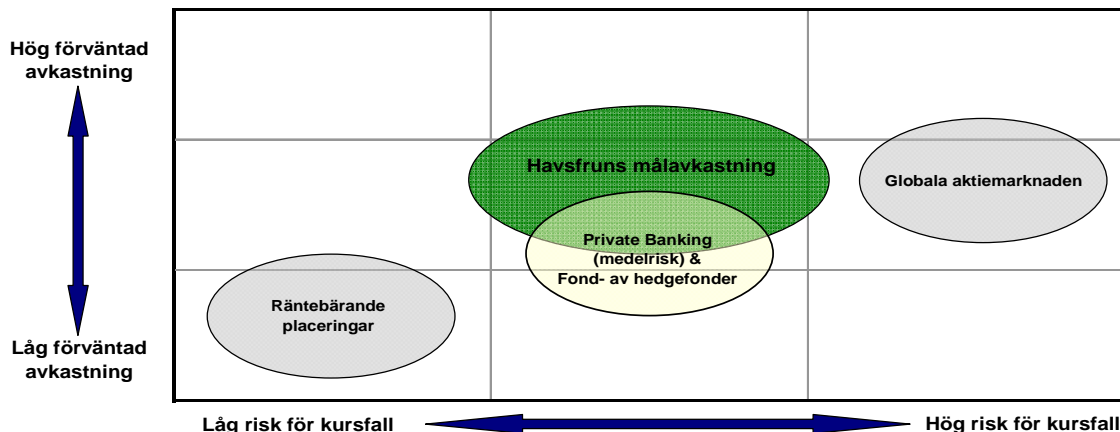 Hög förväntad
avkastning
Havsfruns målavkastning
Globala aktiemarknaden
Private Banking
(medelrisk) &
Fond- av hedgefonder
Räntebärande
placeringar
Låg förväntad
avkastning
Låg risk för kursfall
Hög risk för kursfall